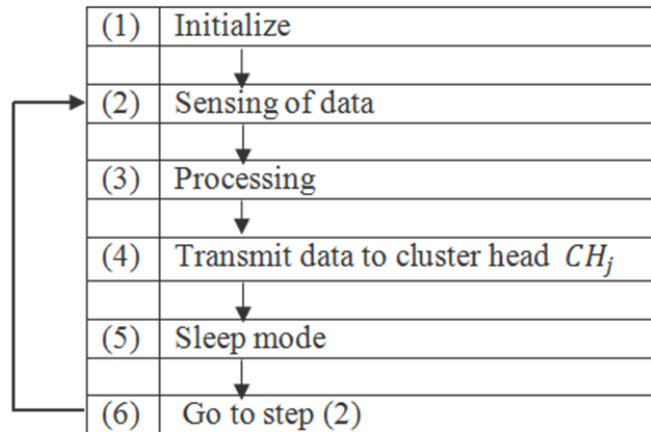 (1) Initialize
(2) Sensing of data
(3) Processing
(4) Transmit data to cluster head CHj
(5) Sleep mode
(6) Go to step (2)